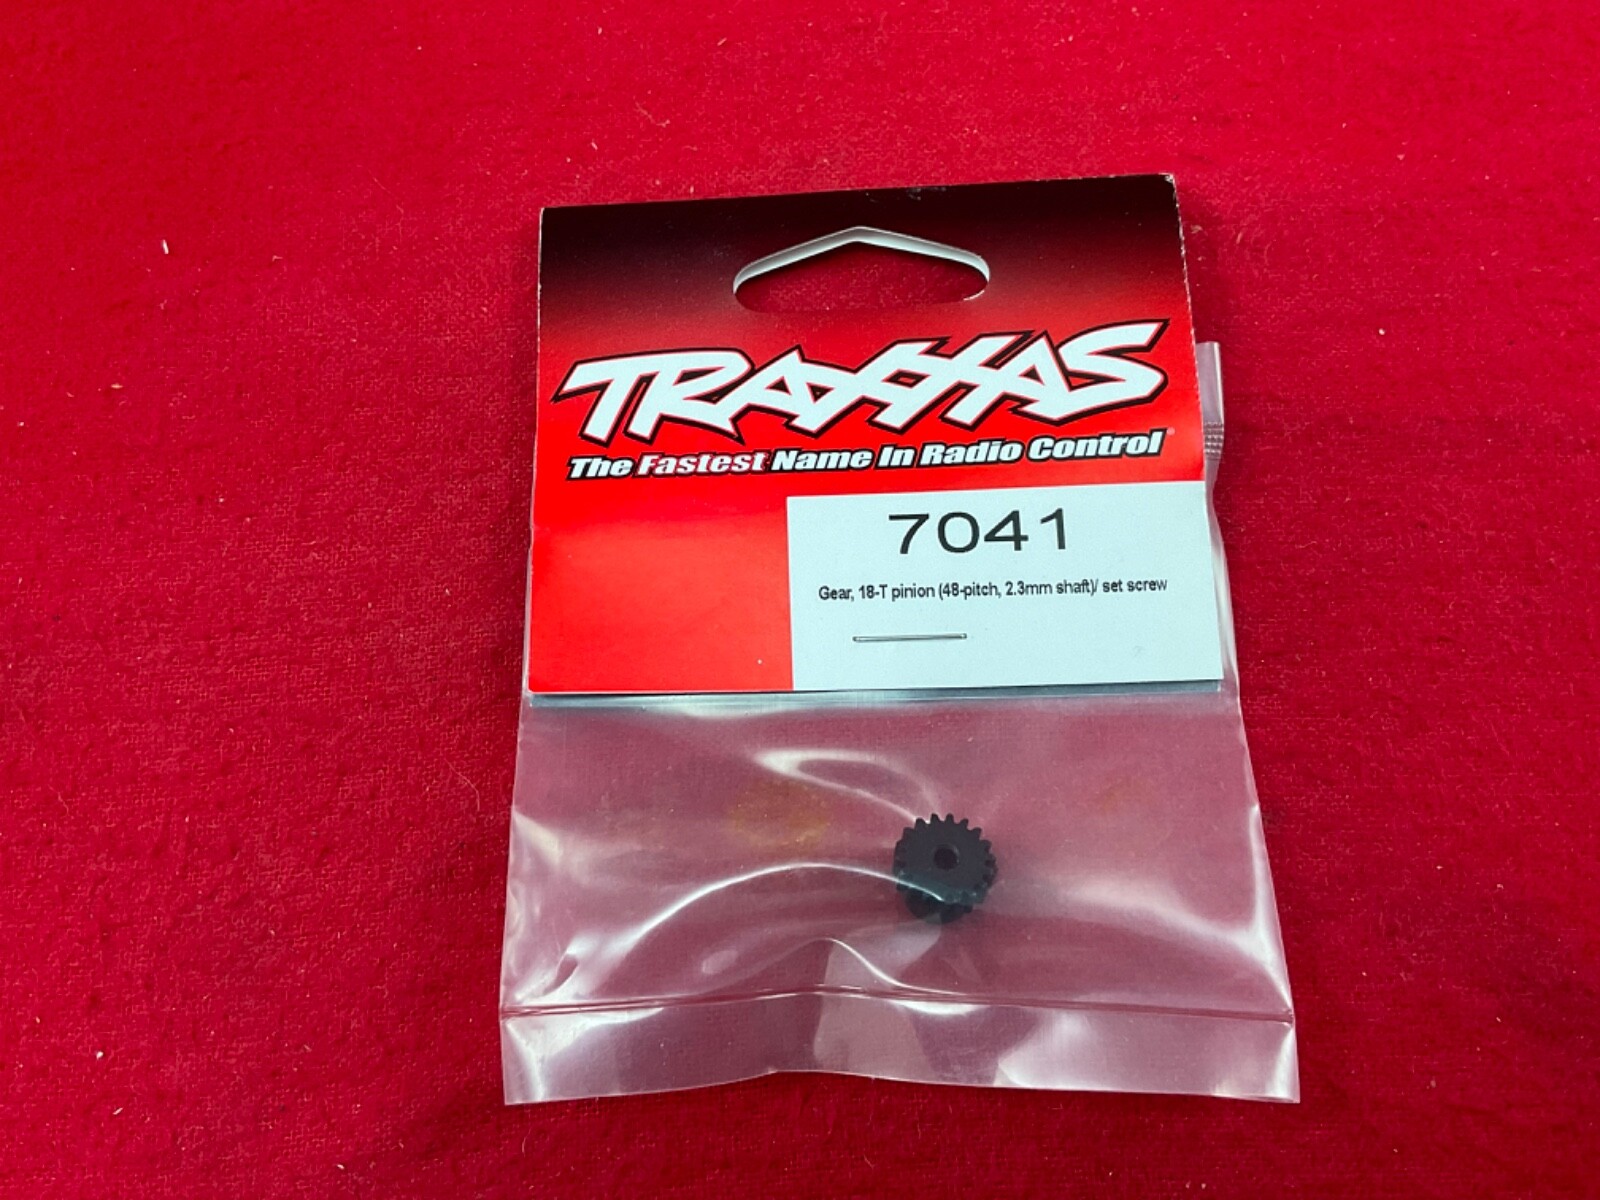 TRAXXAS
The Fastest Name In Radio Control
7041
Gear, 18-T pinion (48-pitch, 2.3mm shaft)/ set screw